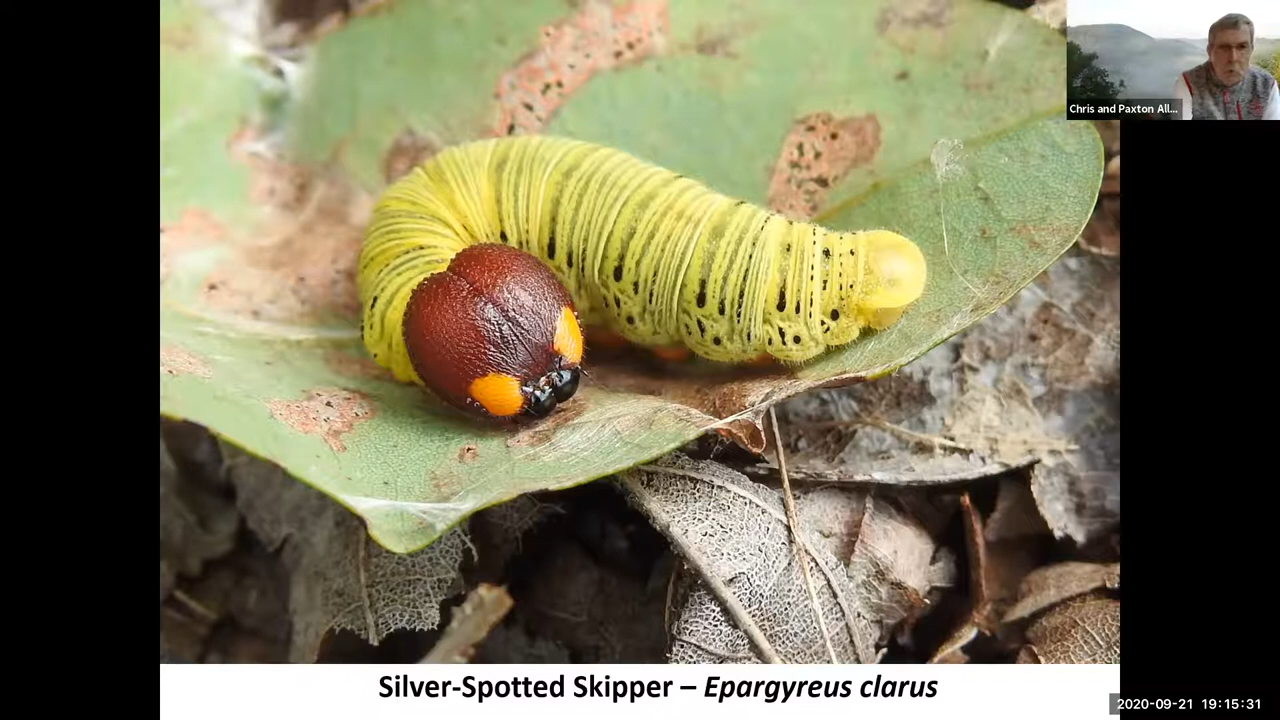 Chris and Paxton All...
Silver-Spotted Skipper – Epargyreus clarus
2020-09-21 19:15:31